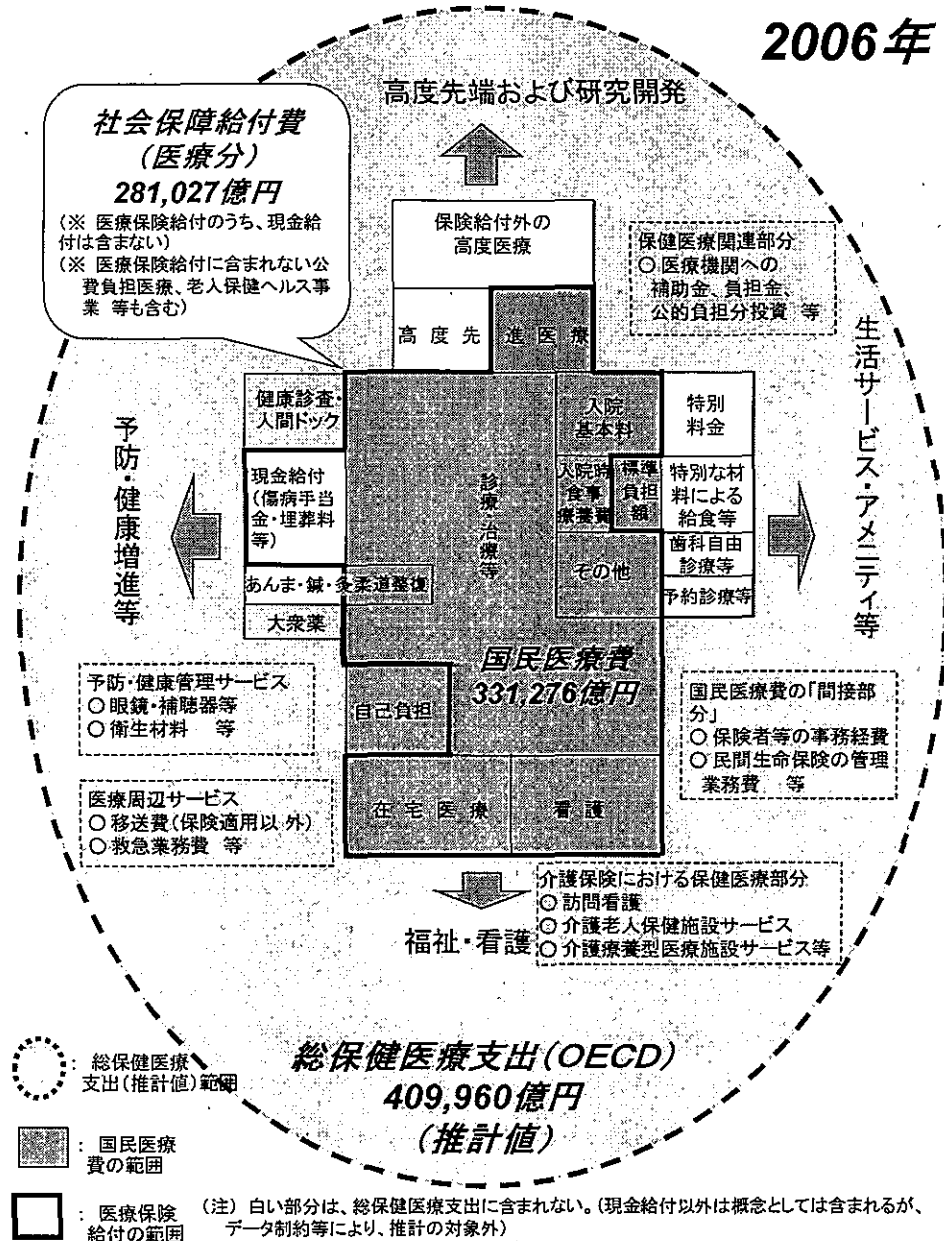 2006年
高度先端および研究開発
社会保障給付費
(医療分)
281,027億円
(※ 医療保険給付のうち、現金給
付は含まない)
(※ 医療保険給付に含まれない公
費負担医療、老人保健ヘルス事
業 等も含む)
保険給付外の
高度医療
保健医療関連部分
○ 医療機関への
補助金、負担金、
公的負担分投資 等
高度先進医療
健康診査・
人間ドック
入院
基本料
特別
料金
現金給付
(傷病手当
金・埋葬料
等)
診療・治療等
入院時
食事
療養費
標準
負担
額
特別な材
料による
給食等
歯科自由
診療等
その他
予約診療等
あんま・鍼・灸柔道整復
大衆薬
予防・健康増進等
生活サービス・アメニティ等
国民医療費
331,276億円
自己負担
在宅医療
看護
予防・健康管理サービス
○ 眼鏡・補聴器等
○ 衛生材料 等
医療周辺サービス
○ 移送費(保険適用以外)
○ 救急業務費 等
国民医療費の「間接部
分」
○ 保険者等の事務経費
○ 民間生命保険の管理
業務費 等
福祉・看護
介護保険における保健医療部分
○ 訪問看護
○ 介護老人保健施設サービス
○ 介護療養型医療施設サービス等
総保健医療支出(OECD)
409,960億円
(推計値)
: 総保健医療
支出(推計値)範囲
: 国民医療
費の範囲
: 医療保険
給付の範囲
(注) 白い部分は、総保健医療支出に含まれない。(現金給付以外は概念としては含まれるが、
データ制約等により、推計の対象外)